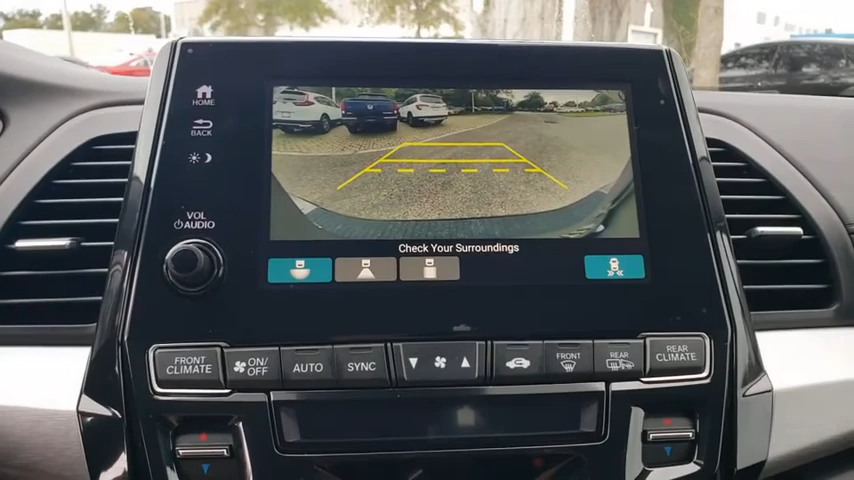 HOME
BACK
VOL
AUDIO
Check Your Surroundings
FRONT
CLIMATE
ON/
OFF
AUTO
SYNC
FRONT
REAR
REAR
CLIMATE